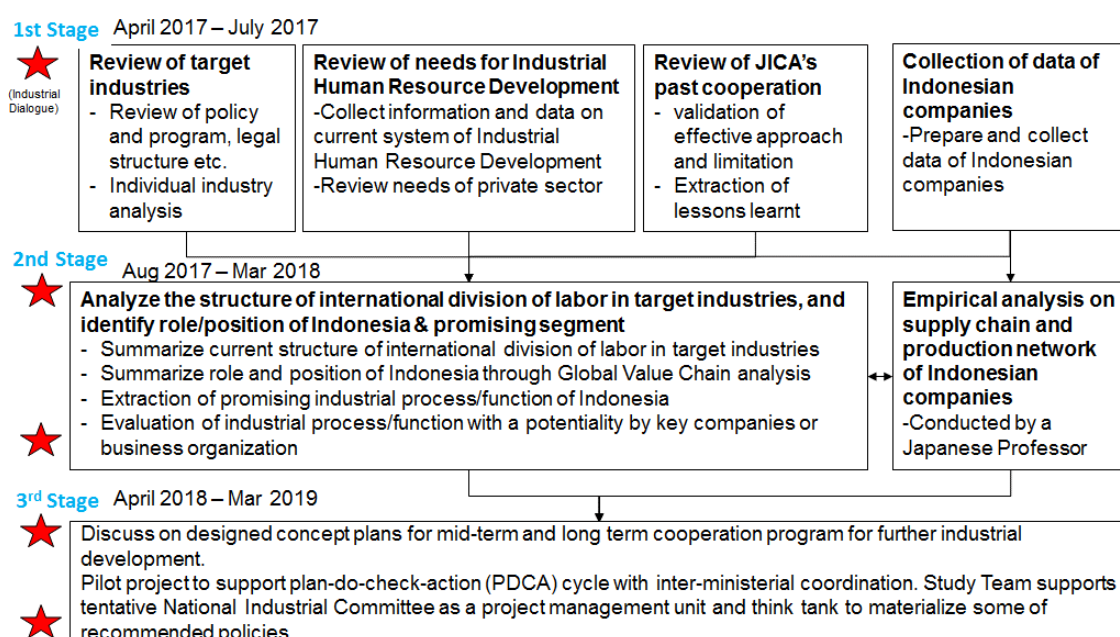 1st Stage April 2017 – July 2017
(Industrial
Dialogue)
Review of target
industries
- Review of policy
and program, legal
structure etc.
- Individual industry
analysis
Review of needs for Industrial
Human Resource Development
-Collect information and data on
current system of Industrial
Human Resource Development
-Review needs of private sector
Review of JICA's
past cooperation
- validation of
effective approach
and limitation
- Extraction of
lessons learnt
Collection of data of
Indonesian
companies
-Prepare and collect
data of Indonesian
companies
2nd Stage
Aug 2017 – Mar 2018
Analyze the structure of international division of labor in target industries, and
identify role/position of Indonesia & promising segment
- Summarize current structure of international division of labor in target industries
- Summarize role and position of Indonesia through Global Value Chain analysis
- Extraction of promising industrial process/function of Indonesia
- Evaluation of industrial process/function with a potentiality by key companies or
business organization
Empirical analysis on
supply chain and
production network
of Indonesian
companies
-Conducted by a
Japanese Professor
3rd Stage April 2018 – Mar 2019
Discuss on designed concept plans for mid-term and long term cooperation program for further industrial
development.
Pilot project to support plan-do-check-action (PDCA) cycle with inter-ministerial coordination. Study Team supports
tentative National Industrial Committee as a project management unit and think tank to materialize some of
recommended policies